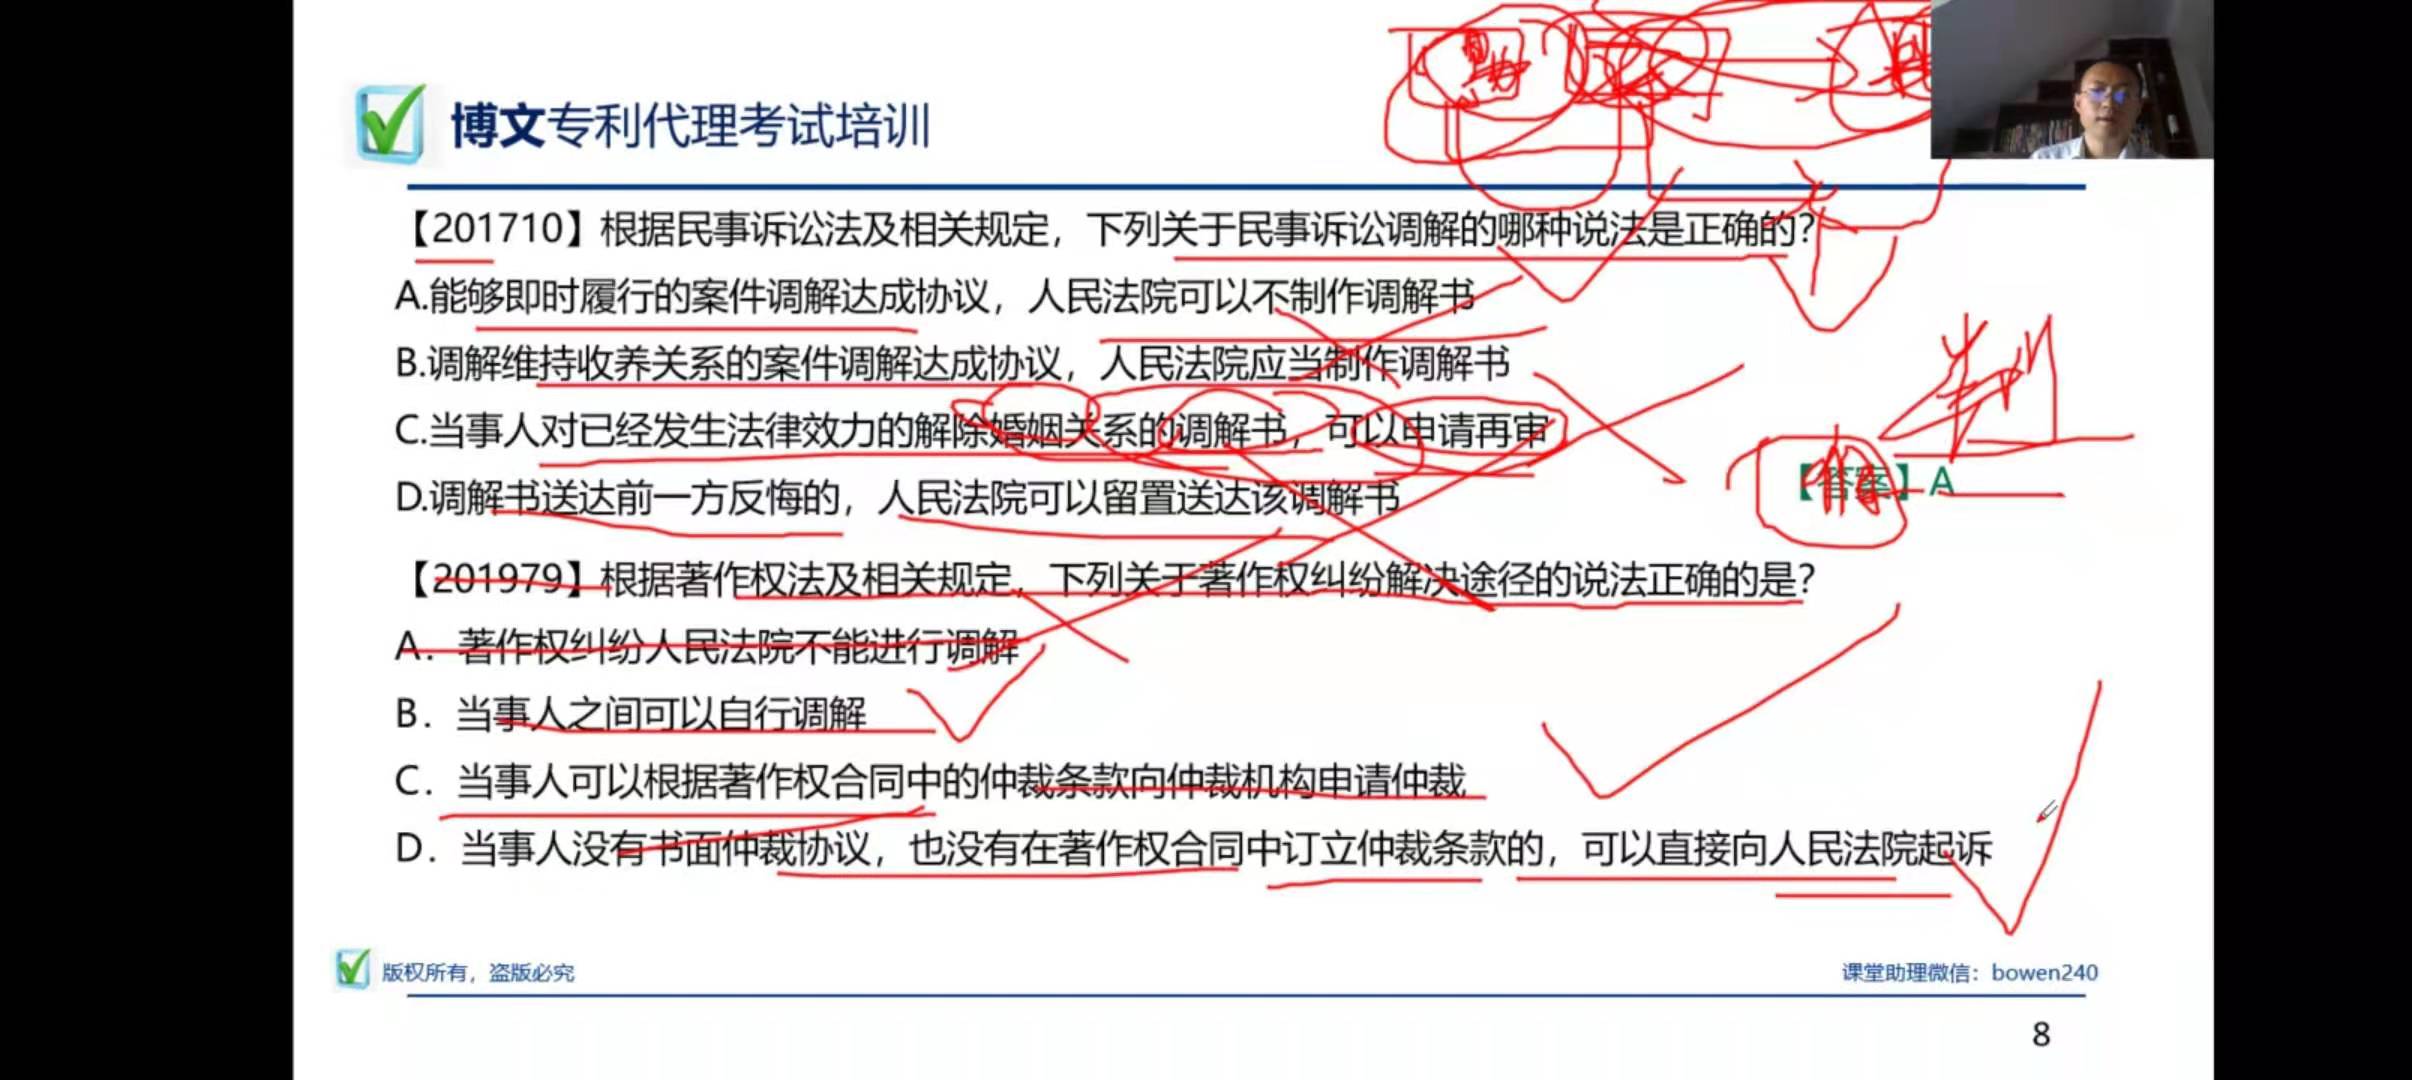 博文专利代理考试培训
【201710】根据民事诉讼法及相关规定，下列关于民事诉讼调解的哪种说法是正确的?
A.能够即时履行的案件调解达成协议，人民法院可以不制作调解书
B.调解维持收养关系的案件调解达成协议，人民法院应当制作调解书
C.当事人对已经发生法律效力的解除婚姻关系的调解书，可以申请再审
D.调解书送达前一方反悔的，人民法院可以留置送达该调解书
【答案】A
【201979】根据著作权法及相关规定，下列关于著作权纠纷解决途径的说法正确的是?
A．著作权纠纷人民法院不能进行调解
B．当事人之间可以自行调解
C．当事人可以根据著作权合同中的仲裁条款向仲裁机构申请仲裁
D．当事人没有书面仲裁协议，也没有在著作权合同中订立仲裁条款的，可以直接向人民法院起诉
版权所有，盗版必究
课堂助理微信：bowen240
8